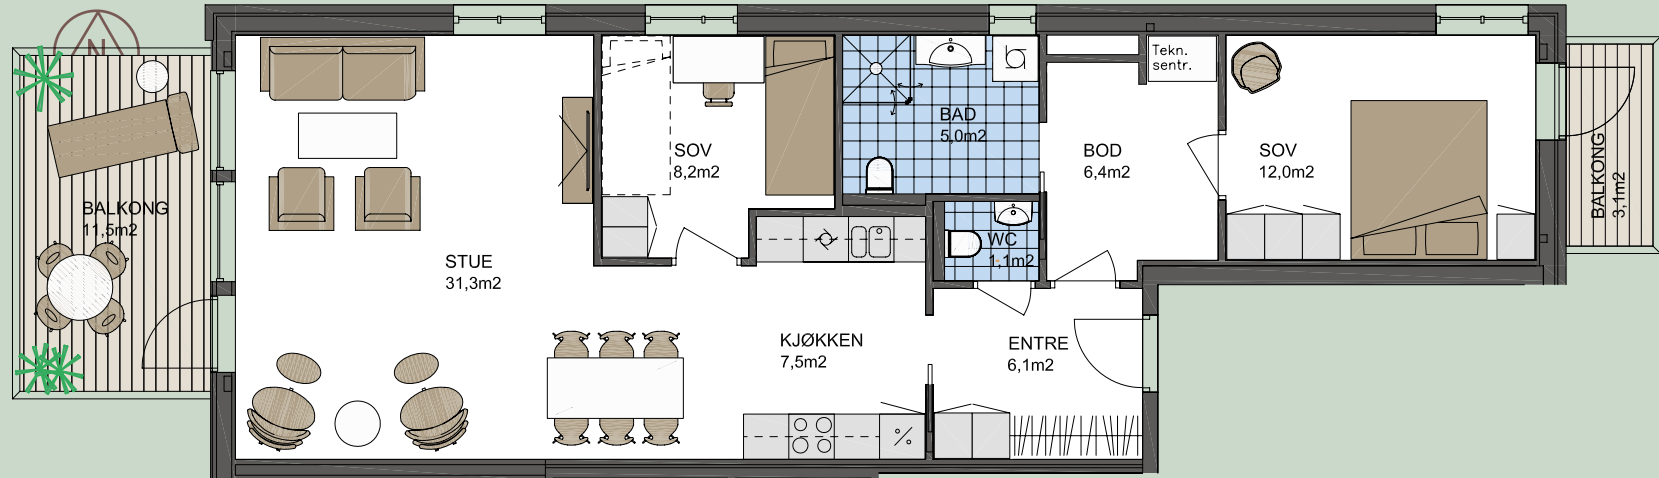 N
BALKONG
11,5m2
STUE
31,3m2
SOV
8,2m2
BAD
5,0m2
WC
1,1m2
BOD
6,4m2
Tekn.
sentr.
SOV
12,0m2
BALKONG
3,1m2
KJØKKEN
7,5m2
ENTRE
6,1m2